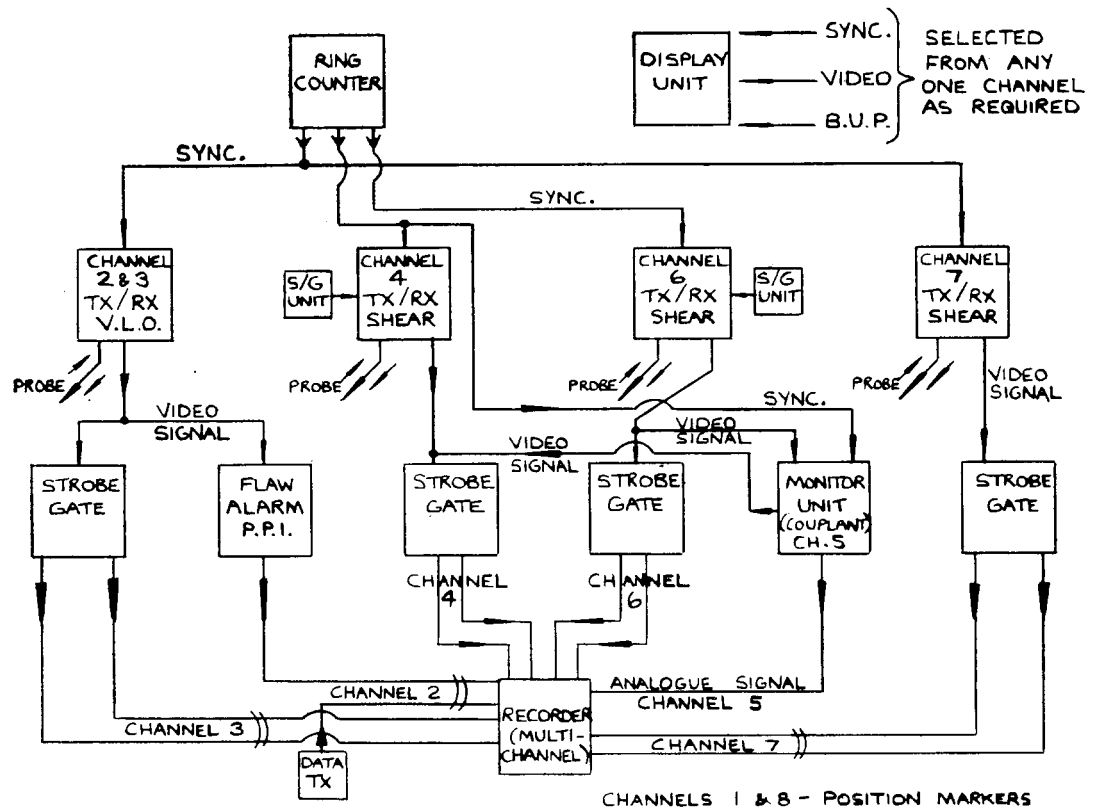 RING
COUNTER
DISPLAY
UNIT
SYNC.
VIDEO
B.U.P.
SELECTED
FROM ANY
ONE CHANNEL
AS REQUIRED
SYNC.
SYNC.
CHANNEL
2 & 3
TX/RX
V.L.O.
S/G
UNIT
CHANNEL
4
TX/RX
SHEAR
CHANNEL
6
TX/RX
SHEAR
S/G
UNIT
CHANNEL
7
TX/RX
SHEAR
PROBE
PROBE
PROBE
PROBE
VIDEO
SIGNAL
VIDEO
SIGNAL
SYNC.
VIDEO
SIGNAL
VIDEO
SIGNAL
STROBE
GATE
FLAW
ALARM
P.P.I.
STROBE
GATE
STROBE
GATE
MONITOR
UNIT
(COUPLANT)
CH.5
STROBE
GATE
CHANNEL
4
CHANNEL
6
CHANNEL 2
CHANNEL 3
DATA
TX
RECORDER
(MULTI-
CHANNEL)
ANALOGUE SIGNAL
CHANNEL 5
CHANNEL 7
CHANNELS 1 & 8 - POSITION MARKERS